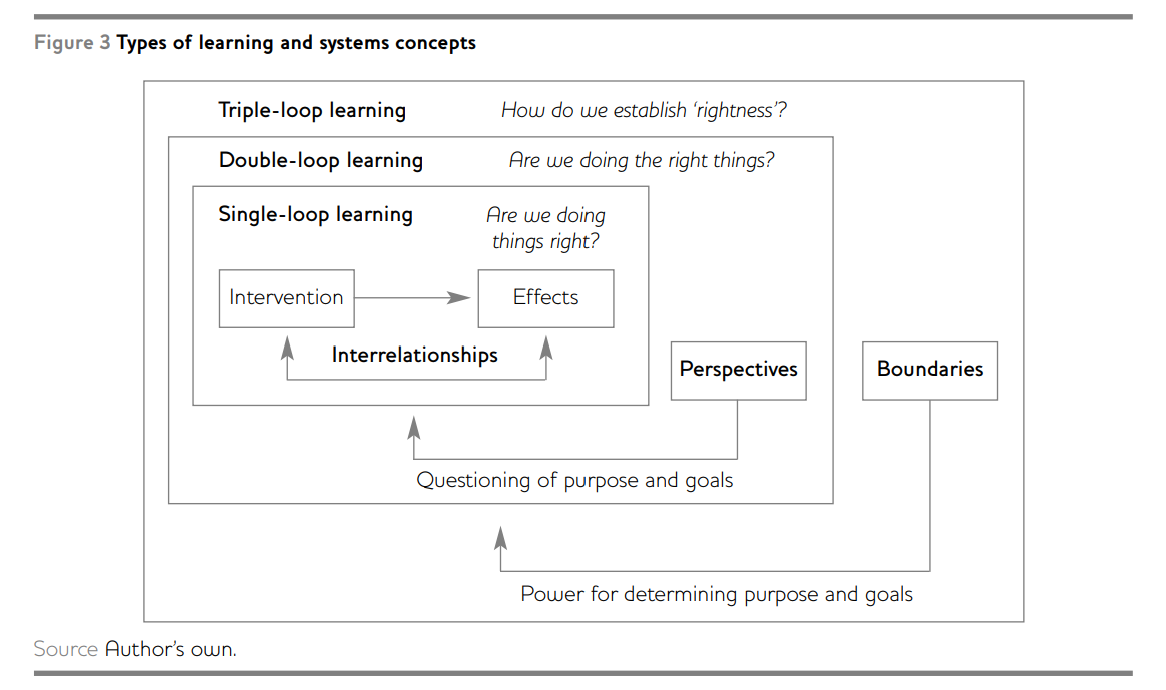 Figure 3 Types of learning and systems concepts
Triple-loop learning How do we establish ‘rightness’?
Double-loop learning Are we doing the right things?
Single-loop learning Are we doing
things right?
Intervention Effects
Interrelationships
Perspectives Boundaries
Questioning of purpose and goals
Power for determining purpose and goals
Source Author’s own.